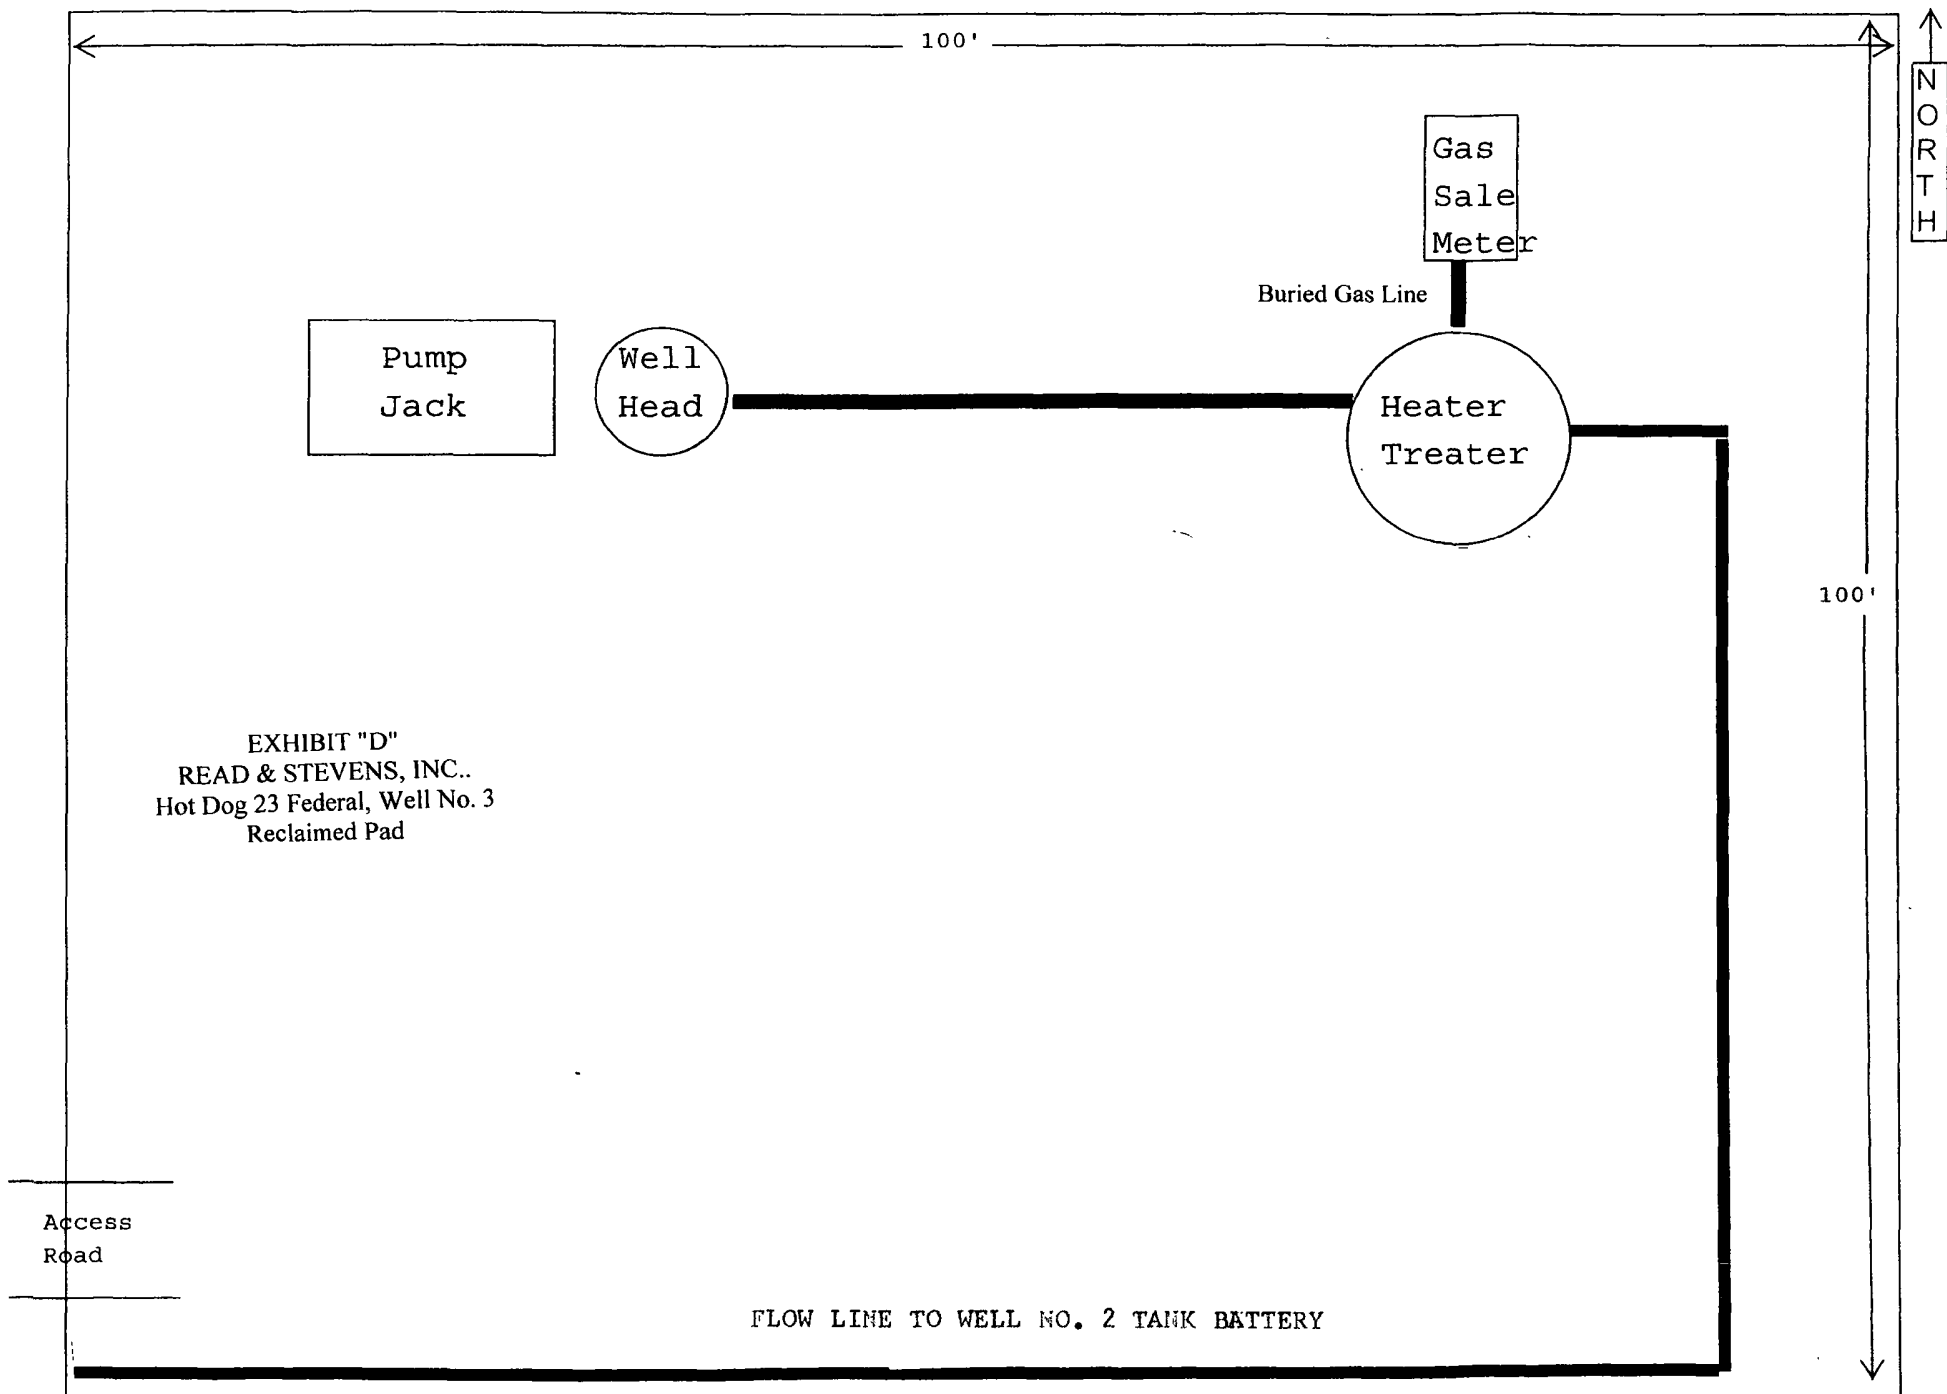 100'
NORTH
Gas
Sale
Meter
Buried Gas Line
Pump
Jack
Well
Head
Heater
Treater
100'
EXHIBIT "D"
READ & STEVENS, INC..
Hot Dog 23 Federal, Well No. 3
Reclaimed Pad
Access
Road
FLOW LINE TO WELL NO. 2 TANK BATTERY